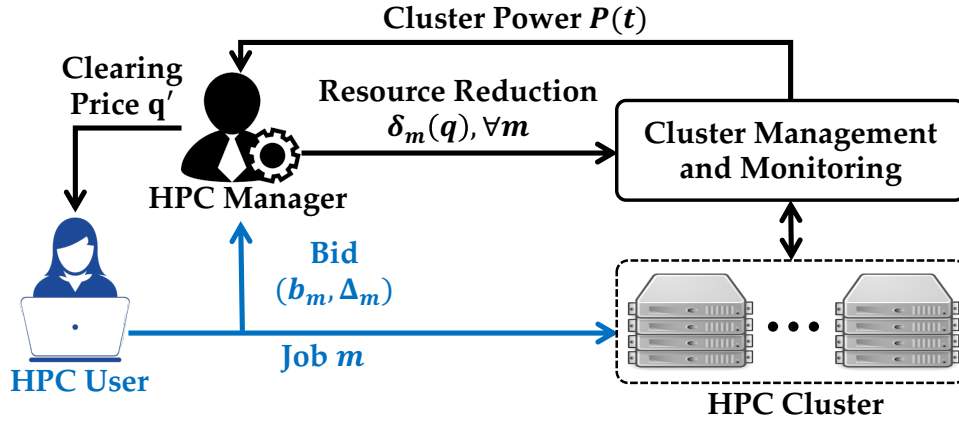 Cluster Power P(t)
Clearing
Price q′
Resource Reduction
δₘ(q), ∀m
Cluster Management
and Monitoring
HPC Manager
Bid
(bₘ, Δₘ)
Job m
HPC User
HPC Cluster